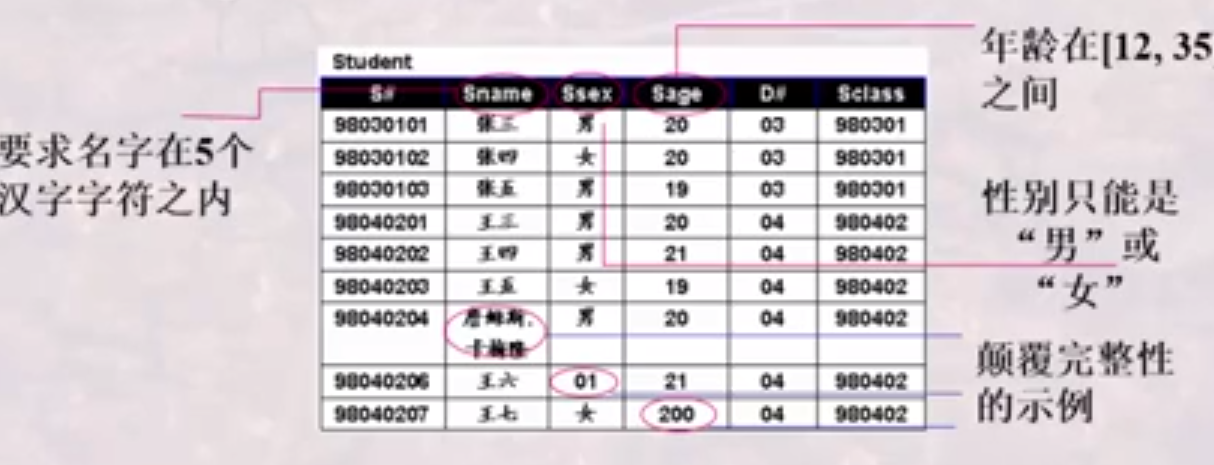 年龄在[12, 35
之间
Student
S# Sname Ssex Sage D# Sclass
98030101 张三 男 20 03 980301
要求名字在5个
98030102 张四 女 20 03 980301
汉字字符之内
98030103 张五 男 19 03 980301
性别只能是
98040201 王三 男 20 04 980402
“男”或
98040202 王四 男 21 04 980402
“女”
98040203 王五 女 19 04 980402
98040204 詹姆斯. 男 20 04 980402
颠覆完整性
98040206 王六 01 21 04 980402
的示例
98040207 王七 女 200 04 980402